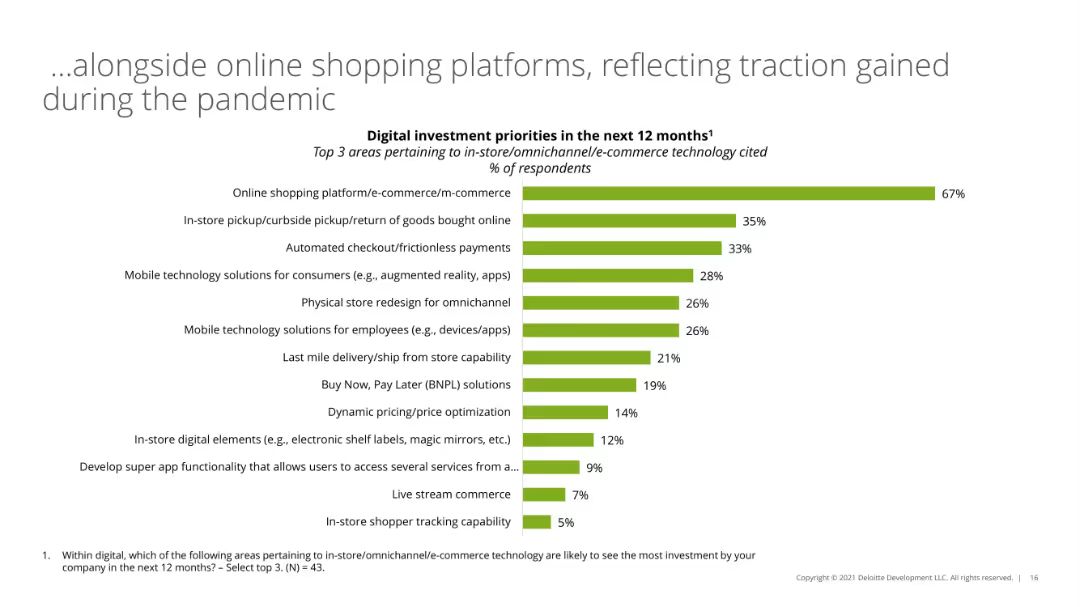 ...alongside online shopping platforms, reflecting traction gained
during the pandemic
Digital investment priorities in the next 12 months¹
Top 3 areas pertaining to in-store/omnichannel/e-commerce technology cited
% of respondents
Online shopping platform/e-commerce/m-commerce 67%
In-store pickup/curbside pickup/return of goods bought online 35%
Automated checkout/frictionless payments 33%
Mobile technology solutions for consumers (e.g., augmented reality, apps) 28%
Physical store redesign for omnichannel 26%
Mobile technology solutions for employees (e.g., devices/apps) 26%
Last mile delivery/ship from store capability 21%
Buy Now, Pay Later (BNPL) solutions 19%
Dynamic pricing/price optimization 14%
In-store digital elements (e.g., electronic shelf labels, magic mirrors, etc.) 12%
Develop super app functionality that allows users to access several services from a... 9%
Live stream commerce 7%
In-store shopper tracking capability 5%
1. Within digital, which of the following areas pertaining to in-store/omnichannel/e-commerce technology are likely to see the most investment by your
company in the next 12 months? – Select top 3. (N) = 43.
Copyright © 2021 Deloitte Development LLC. All rights reserved. | 16